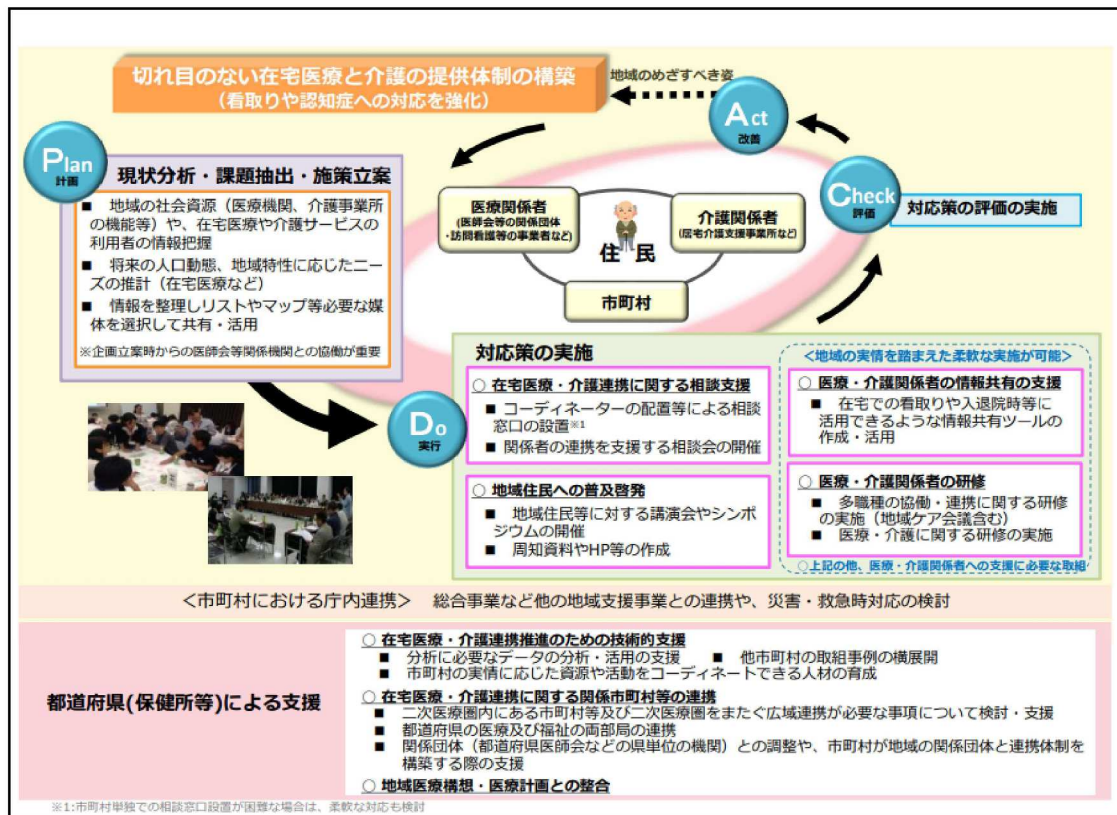 切れ目のない在宅医療と介護の提供体制の構築
（看取りや認知症への対応を強化）
地域のめざすべき姿
Act
改善
Plan
計画
現状分析・課題抽出・施策立案
■ 地域の社会資源（医療機関、介護事業所
の機能等）や、在宅医療や介護サービスの
利用者の情報把握
■ 将来の人口動態、地域特性に応じたニー
ズの推計（在宅医療など）
■ 情報を整理しリストやマップ等必要な媒
体を選択して共有・活用
※企画立案時からの医師会等関係機関との協働が重要
医療関係者
(医師会等の関係団体
・訪問看護等の事業者など)
介護関係者
(居宅介護支援事業所など)
住民
市町村
Check
評価
対応策の評価の実施
Do
実行
対応策の実施
○ 在宅医療・介護連携に関する相談支援
■ コーディネーターの配置等による相談
窓口の設置※1
■ 関係者の連携を支援する相談会の開催
○ 地域住民への普及啓発
■ 地域住民等に対する講演会やシンポ
ジウムの開催
■ 周知資料やHP等の作成
＜地域の実情を踏まえた柔軟な実施が可能＞
○ 医療・介護関係者の情報共有の支援
■ 在宅での看取りや入退院時等に
活用できるような情報共有ツールの
作成・活用
○ 医療・介護関係者の研修
■ 多職種の協働・連携に関する研修
の実施（地域ケア会議含む）
■ 医療・介護に関する研修の実施
○上記の他、医療・介護関係者への支援に必要な取組
＜市町村における庁内連携＞ 総合事業など他の地域支援事業との連携や、災害・救急時対応の検討
都道府県(保健所等)による支援
○ 在宅医療・介護連携推進のための技術的支援
■ 分析に必要なデータの分析・活用の支援 ■ 他市町村の取組事例の横展開
■ 市町村の実情に応じた資源や活動をコーディネートできる人材の育成
○ 在宅医療・介護連携に関する関係市町村等の連携
■ 二次医療圏内にある市町村等及び二次医療圏をまたぐ広域連携が必要な事項について検討・支援
■ 都道府県の医療及び福祉の両部局の連携
■ 関係団体（都道府県医師会などの県単位の機関）との調整や、市町村が地域の関係団体と連携体制を
構築する際の支援
○ 地域医療構想・医療計画との整合
※1:市町村単独での相談窓口設置が困難な場合は、柔軟な対応も検討